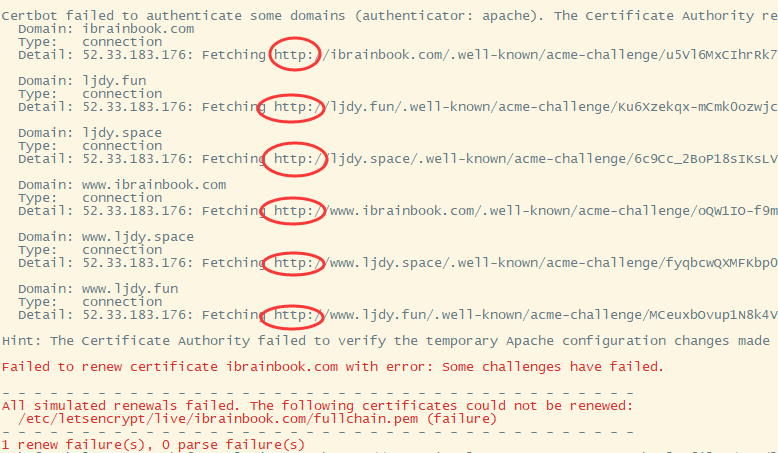 Certbot failed to authenticate some domains (authenticator: apache). The Certificate Authority re
Domain: ibrainbook.com
Type: connection
Detail: 52.33.183.176: Fetching http://ibrainbook.com/.well-known/acme-challenge/u5Vl6MxCIhrRk7
Domain: ljdy.fun
Type: connection
Detail: 52.33.183.176: Fetching http://ljdy.fun/.well-known/acme-challenge/Ku6Xzekqx-mCmkOozwjc
Domain: ljdy.space
Type: connection
Detail: 52.33.183.176: Fetching http://ljdy.space/.well-known/acme-challenge/6c9Cc_2BoP18sIKsLV
Domain: www.ibrainbook.com
Type: connection
Detail: 52.33.183.176: Fetching http://www.ibrainbook.com/.well-known/acme-challenge/oQW1IO-f9m
Domain: www.ljdy.space
Type: connection
Detail: 52.33.183.176: Fetching http://www.ljdy.space/.well-known/acme-challenge/fyqbcwQXMFKbpO
Domain: www.ljdy.fun
Type: connection
Detail: 52.33.183.176: Fetching http://www.ljdy.fun/.well-known/acme-challenge/MCeuxbOvup1N8k4V
Hint: The Certificate Authority failed to verify the temporary Apache configuration changes made
Failed to renew certificate ibrainbook.com with error: Some challenges have failed.
- - - - - - - - - - - - - - - - - - - - - - - - - - - - - - - - - - - - - - - -
All simulated renewals failed. The following certificates could not be renewed:
/etc/letsencrypt/live/ibrainbook.com/fullchain.pem (failure)
- - - - - - - - - - - - - - - - - - - - - - - - - - - - - - - - - - - - - - - -
1 renew failure(s), 0 parse failure(s)